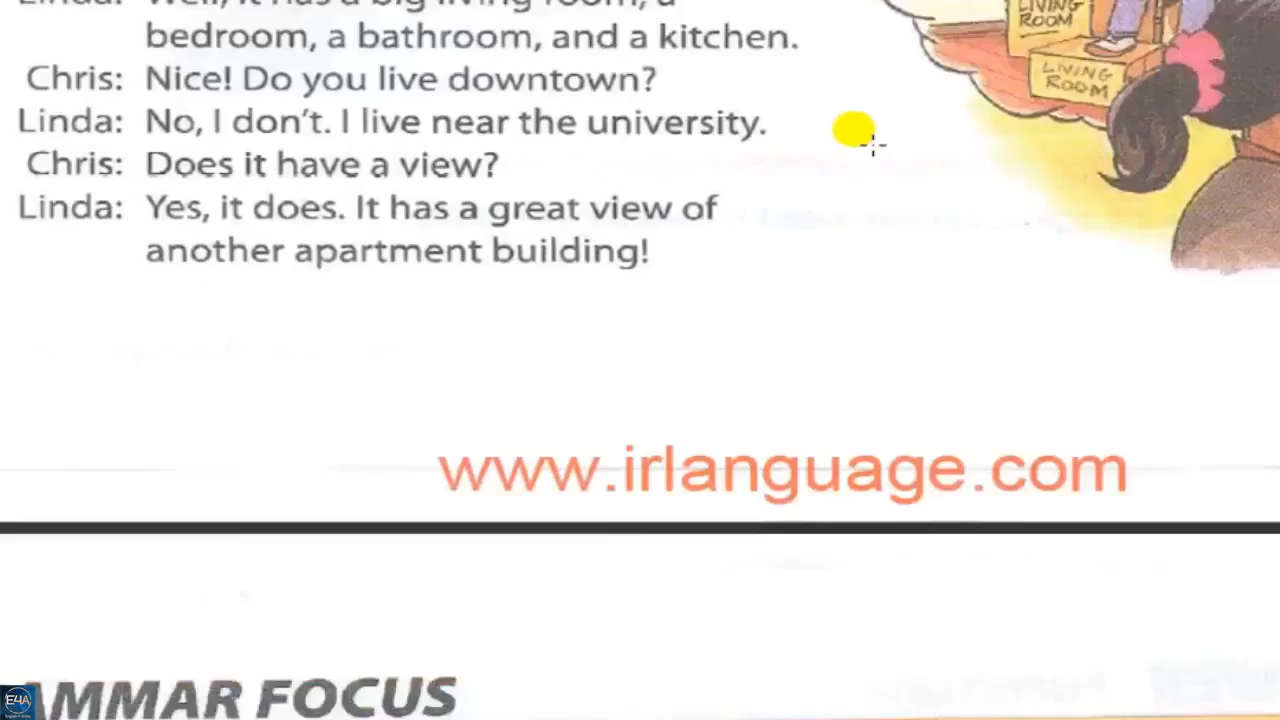 Linda: Well, it has a big living room, a
bedroom, a bathroom, and a kitchen.
Chris: Nice! Do you live downtown?
Linda: No, I don't. I live near the university.
Chris: Does it have a view?
Linda: Yes, it does. It has a great view of
another apartment building!
LIVING
ROOM
LIVING
ROOM
www.irlanguage.com
AMMAR FOCUS
E4A